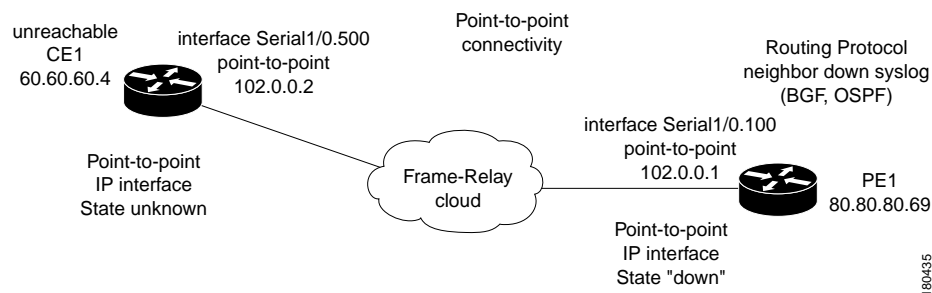 unreachable
CE1
60.60.60.4
interface Serial1/0.500
point-to-point
102.0.0.2
Point-to-point
connectivity
Routing Protocol
neighbor down syslog
(BGF, OSPF)
interface Serial1/0.100
point-to-point
102.0.0.1
Point-to-point
IP interface
State unknown
Frame-Relay
cloud
PE1
80.80.80.69
Point-to-point
IP interface
State "down"
180435